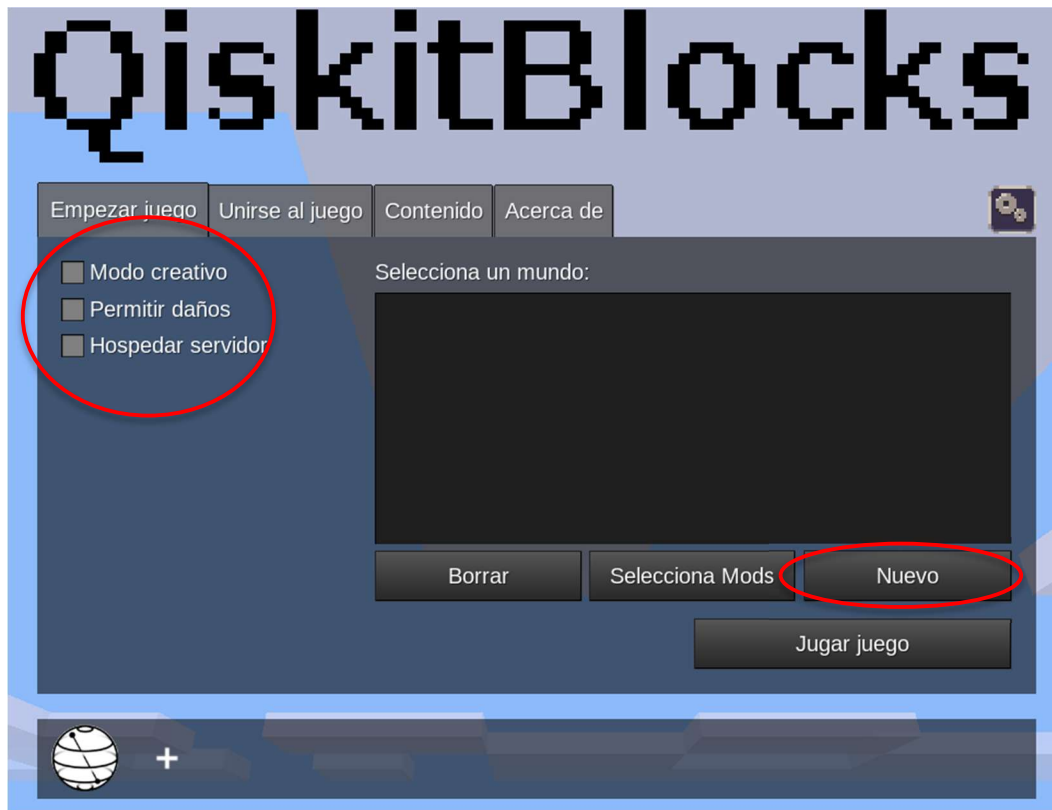 QiskitBlocks
Empezar juego Unirse al juego Contenido Acerca de
Modo creativo
Permitir daños
Hospedar servidor
Selecciona un mundo:
Borrar Selecciona Mods Nuevo
Jugar juego
+